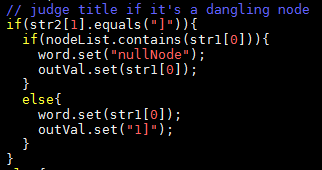 // judge title if it's a dangling node
if(str2[1].equals("]")){
  if(nodeList.contains(str1[0])){
    word.set("nullNode");
    outVal.set(str1[0]);
  }
  else{
    word.set(str1[0]);
    outVal.set("1]");
  }
}